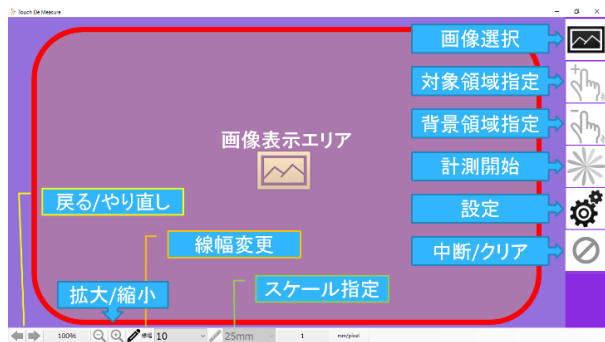 Touch De Measure
画像選択
対象領域指定
背景領域指定
画像表示エリア
計測開始
戻る/やり直し
設定
線幅変更
中断/クリア
拡大/縮小
スケール指定
100% 線幅 10 25mm 1 mm/pixel